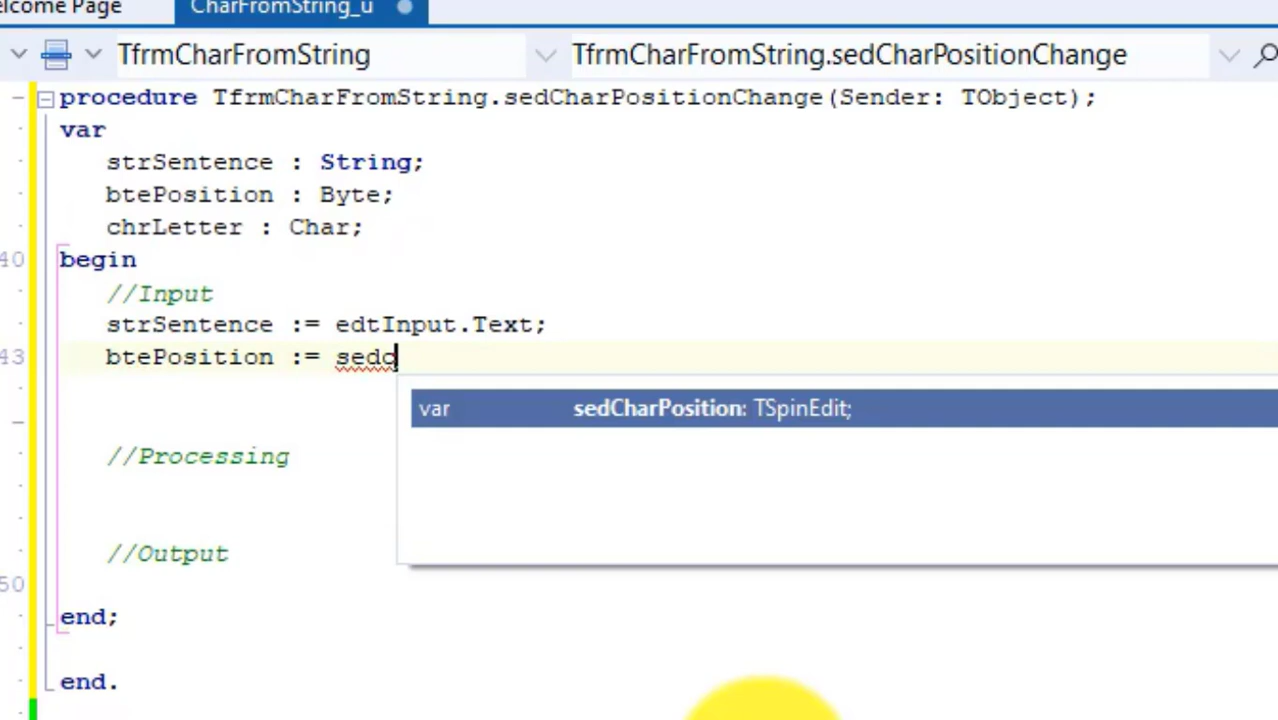 elcome Page CharFromString_u
TfrmCharFromString TfrmCharFromString.sedCharPositionChange
procedure TfrmCharFromString.sedCharPositionChange(Sender: TObject);
var
strSentence : String;
btePosition : Byte;
chrLetter : Char;
40 begin
//Input
strSentence := edtInput.Text;
43 btePosition := sedc
var sedCharPosition: TSpinEdit;
//Processing
//Output
50
end;
end.